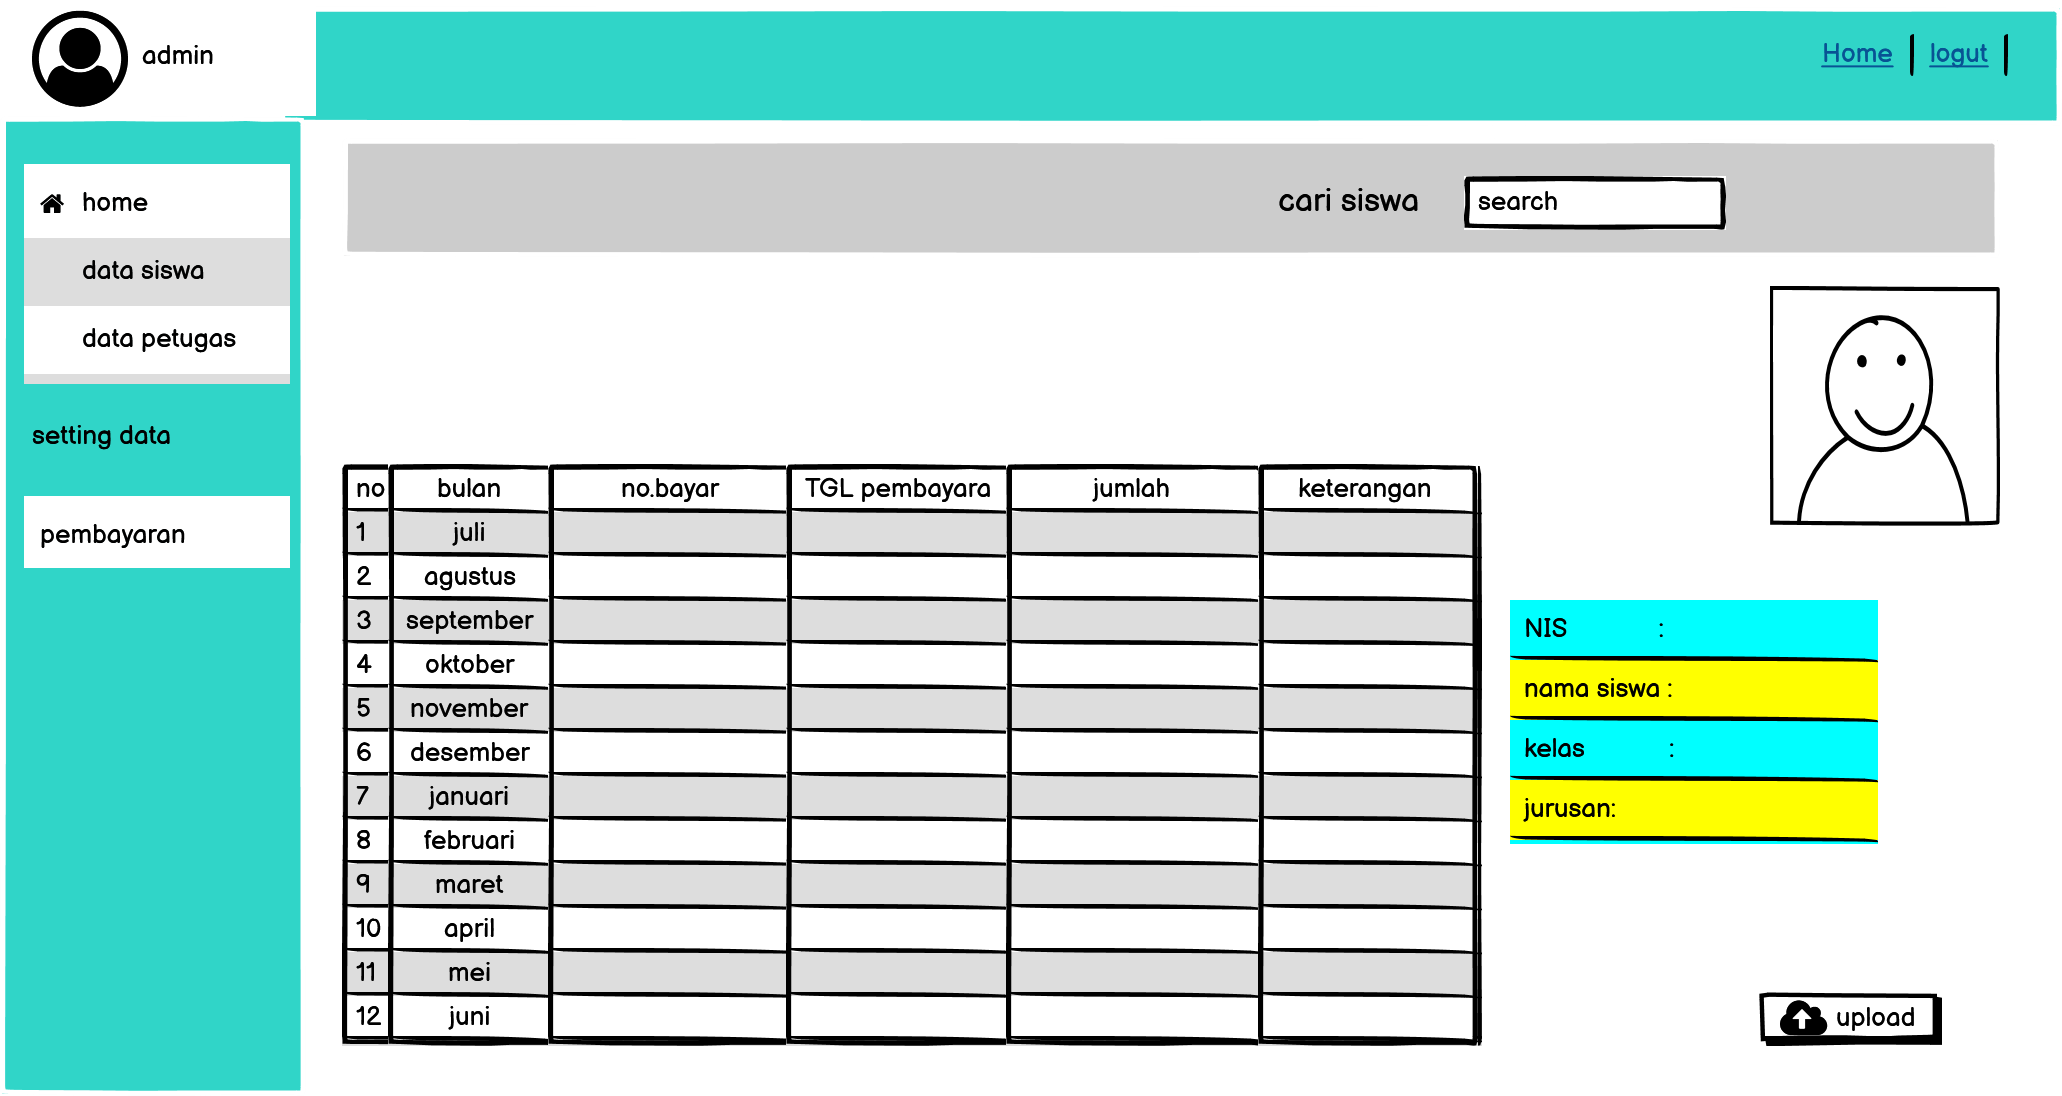 admin
Home logut
home
data siswa
data petugas
setting data
pembayaran
cari siswa search
no bulan no.bayar TGL pembayara jumlah keterangan
1 juli
2 agustus
3 september
4 oktober
5 november
6 desember
7 januari
8 februari
9 maret
10 april
11 mei
12 juni
NIS :
nama siswa :
kelas :
jurusan:
upload